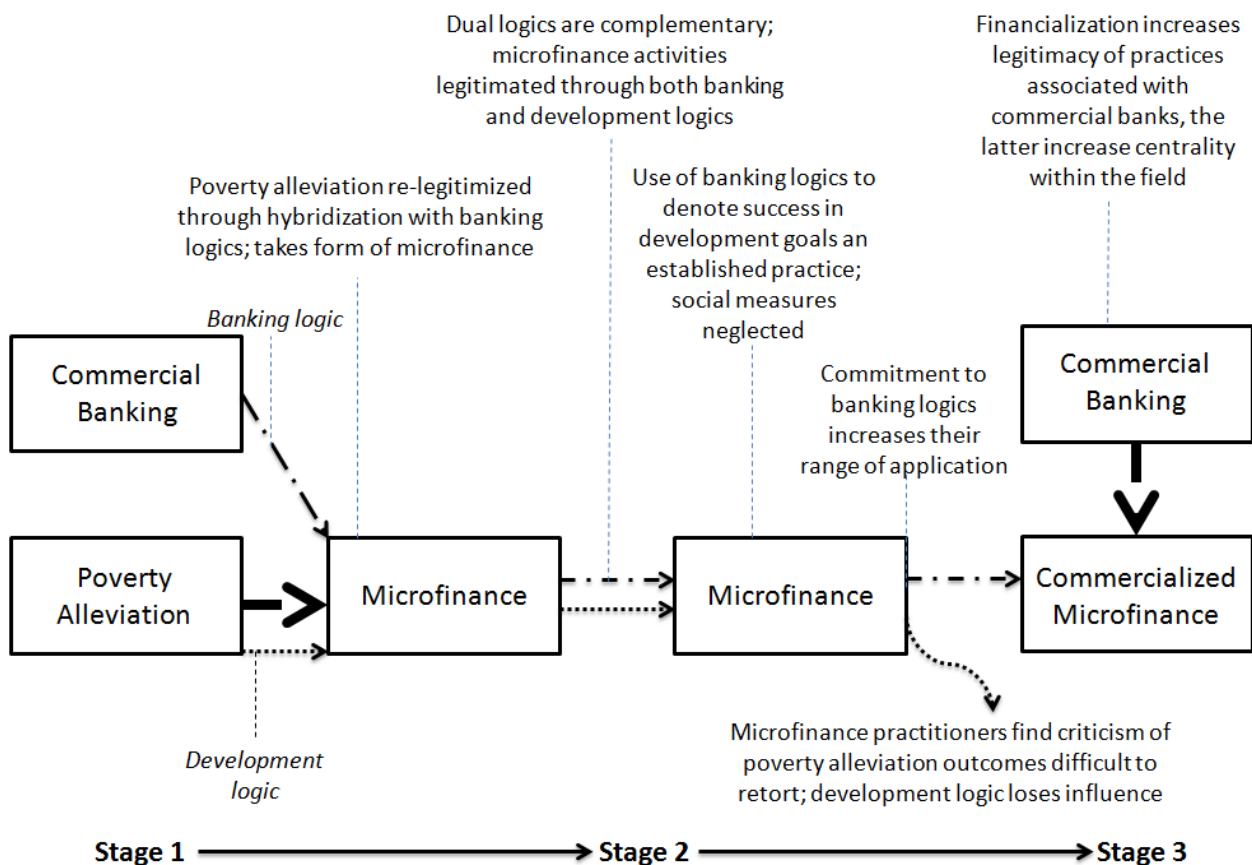 Dual logics are complementary;
microfinance activities
legitimated through both banking
and development logics
Financialization increases
legitimacy of practices
associated with
commercial banks, the
latter increase centrality
within the field
Poverty alleviation re-legitimized
through hybridization with banking
logics; takes form of microfinance
Use of banking logics to
denote success in
development goals an
established practice;
social measures
neglected
Banking logic
Commercial
Banking
Commitment to
banking logics
increases their
range of application
Commercial
Banking
Poverty
Alleviation
Microfinance
Microfinance
Commercialized
Microfinance
Development
logic
Microfinance practitioners find criticism of
poverty alleviation outcomes difficult to
retort; development logic loses influence
Stage 1
Stage 2
Stage 3